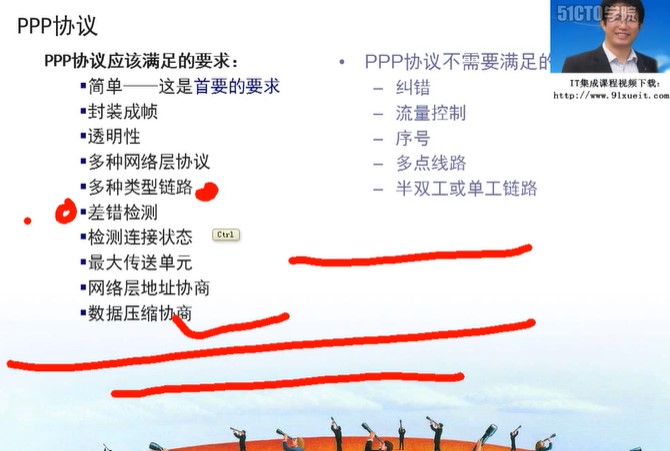 PPP协议
51CTO学院
PPP协议应该满足的要求:
▪简单——这是首要的要求
▪封装成帧
▪透明性
▪多种网络层协议
▪多种类型链路
▪差错检测
▪检测连接状态
▪最大传送单元
▪网络层地址协商
▪数据压缩协商
Ctrl
• PPP协议不需要满足的
– 纠错
– 流量控制
– 序号
– 多点线路
– 半双工或单工链路
IT集成课程视频下载:
http://www.91xueit.com